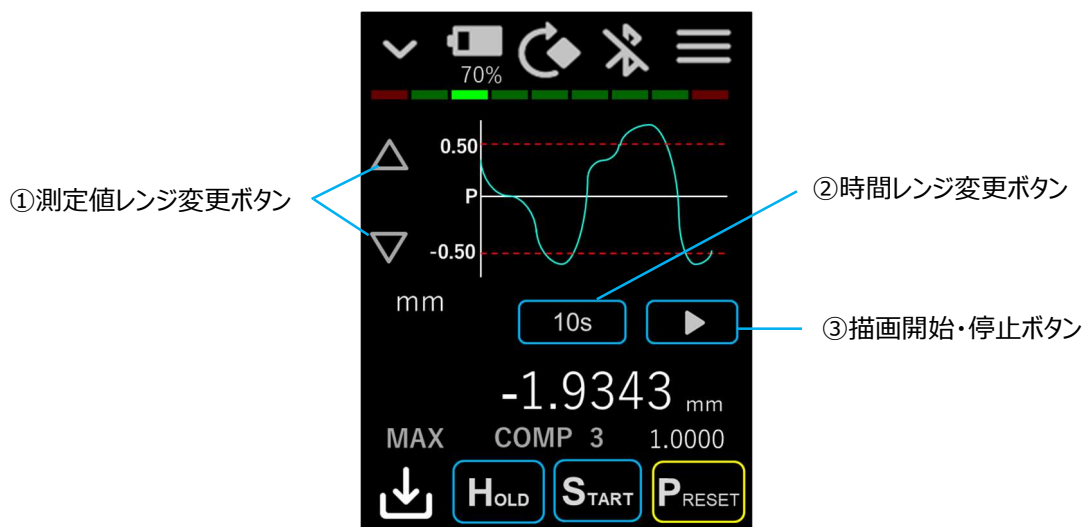 70%
0.50
①測定値レンジ変更ボタン
P
②時間レンジ変更ボタン
-0.50
mm
10s
③描画開始・停止ボタン
-1.9343 mm
MAX COMP 3 1.0000
HOLD START PRESET